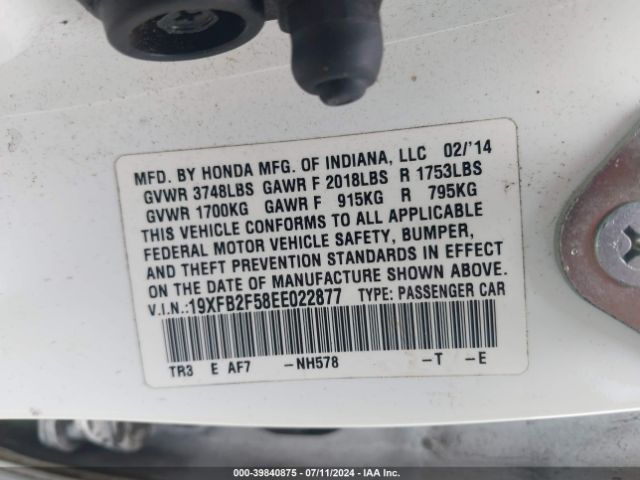 MFD. BY HONDA MFG. OF INDIANA, LLC 02/'14
GVWR 3748LBS GAWR F 2018LBS R 1753LBS
GVWR 1700KG GAWR F 915KG R 795KG
THIS VEHICLE CONFORMS TO ALL APPLICABLE
FEDERAL MOTOR VEHICLE SAFETY, BUMPER,
AND THEFT PREVENTION STANDARDS IN EFFECT
ON THE DATE OF MANUFACTURE SHOWN ABOVE.
V.I.N.:19XFB2F58EE022877 TYPE: PASSENGER CAR
TR3 E AF7 -NH578 -T -E
000-39840875 - 07/11/2024 - IAA Inc.